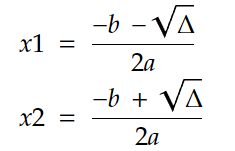 x1 = (-b - √Δ) / 2a
x2 = (-b + √Δ) / 2a